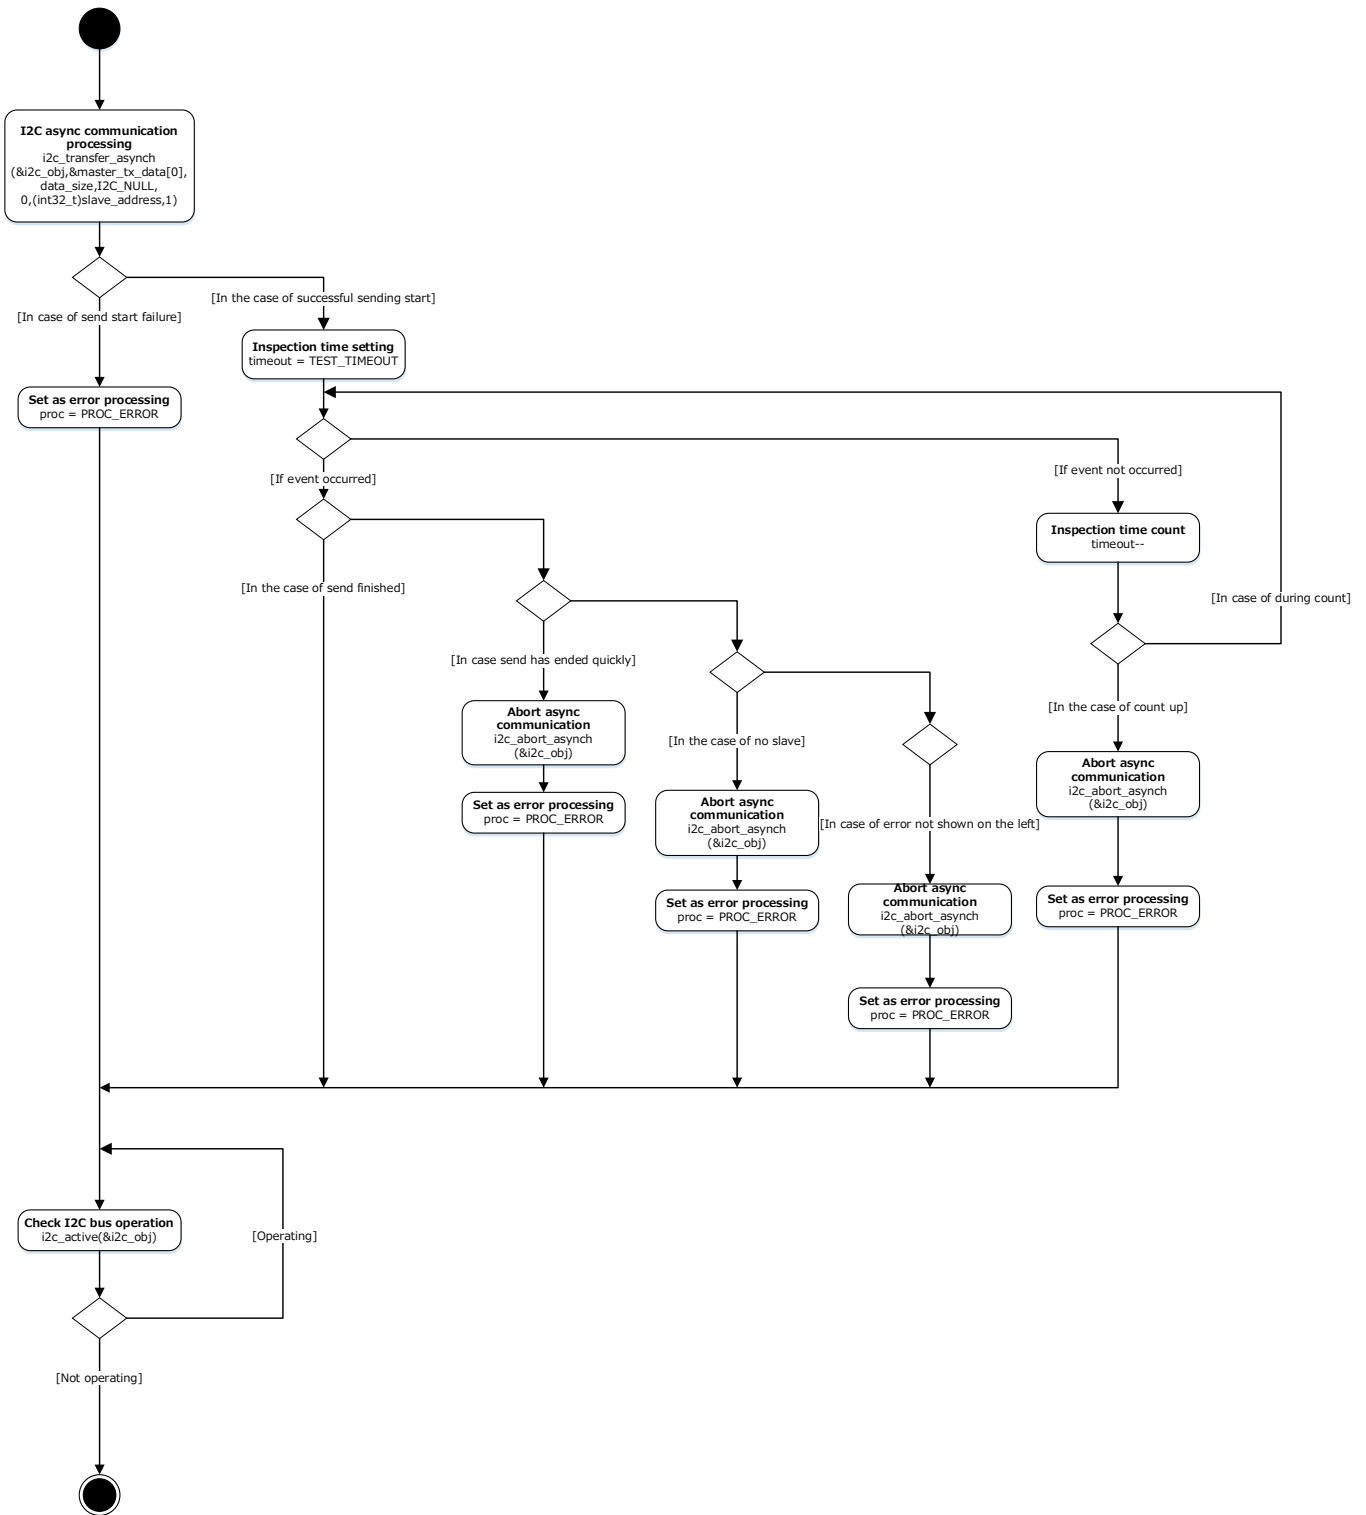 I2C async communication
processing
i2c_transfer_asynch
(&i2c_obj,&master_tx_data[0],
data_size,I2C_NULL,
0,(int32_t)slave_address,1)
[In the case of successful sending start]
[In case of send start failure]
Inspection time setting
timeout = TEST_TIMEOUT
Set as error processing
proc = PROC_ERROR
[If event occurred]
[If event not occurred]
Inspection time count
timeout--
[In the case of send finished]
[In case of during count]
[In case send has ended quickly]
[In the case of count up]
Abort async
communication
i2c_abort_asynch
(&i2c_obj)
[In the case of no slave]
Abort async
communication
i2c_abort_asynch
(&i2c_obj)
Set as error processing
proc = PROC_ERROR
Abort async
communication
i2c_abort_asynch
(&i2c_obj)
[In case of error not shown on the left]
Set as error processing
proc = PROC_ERROR
Abort async
communication
i2c_abort_asynch
(&i2c_obj)
Set as error processing
proc = PROC_ERROR
Set as error processing
proc = PROC_ERROR
Check I2C bus operation
i2c_active(&i2c_obj)
[Operating]
[Not operating]